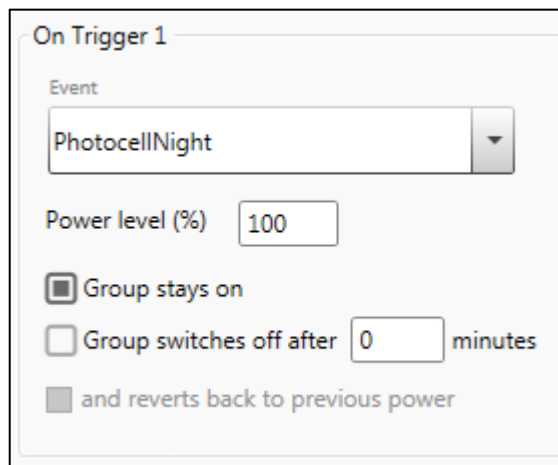 On Trigger 1
Event
PhotocellNight
Power level (%) 100
Group stays on
Group switches off after 0 minutes
and reverts back to previous power